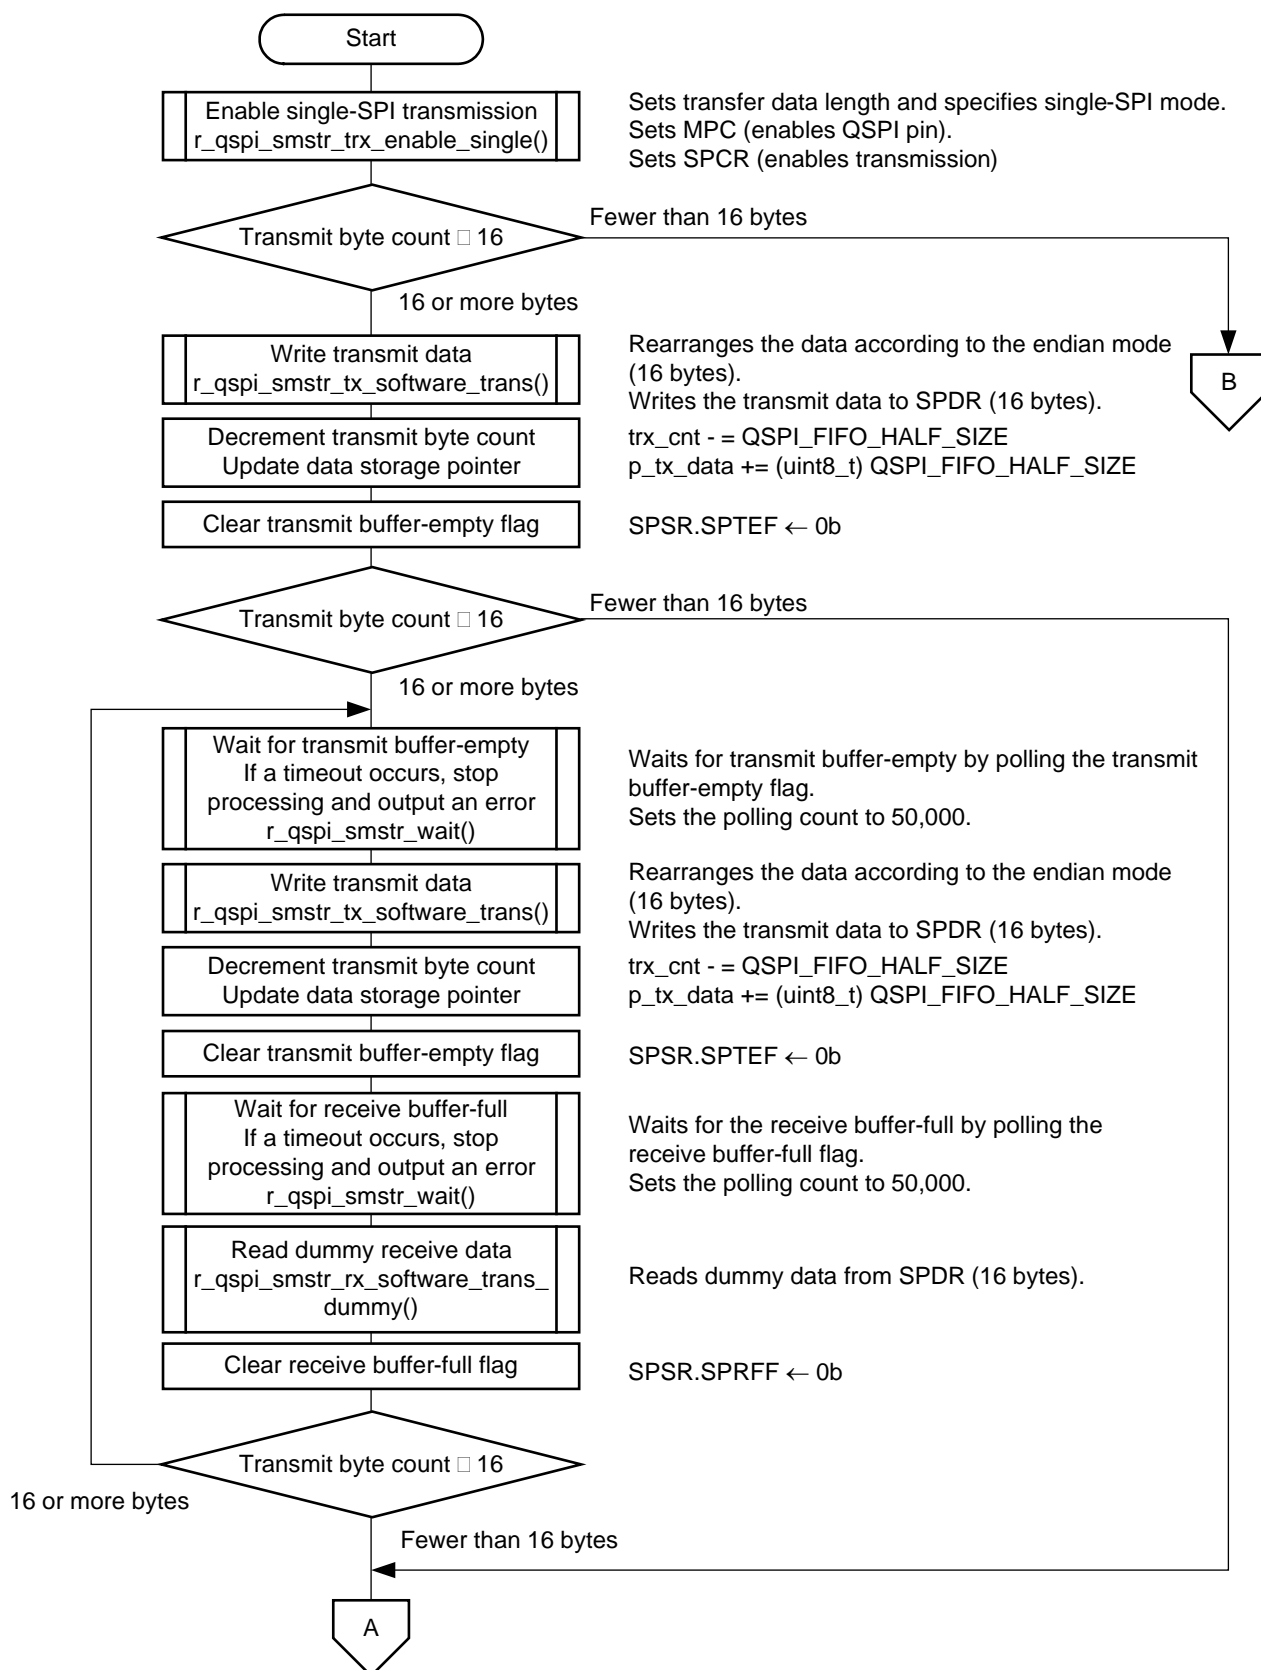 Start
Enable single-SPI transmission
r_qspi_smstr_trx_enable_single()
Sets transfer data length and specifies single-SPI mode.
Sets MPC (enables QSPI pin).
Sets SPCR (enables transmission)
Transmit byte count □ 16
Fewer than 16 bytes
16 or more bytes
Write transmit data
r_qspi_smstr_tx_software_trans()
Rearranges the data according to the endian mode
(16 bytes).
Writes the transmit data to SPDR (16 bytes).
B
Decrement transmit byte count
Update data storage pointer
trx_cnt - = QSPI_FIFO_HALF_SIZE
p_tx_data += (uint8_t) QSPI_FIFO_HALF_SIZE
Clear transmit buffer-empty flag
SPSR.SPTEF ← 0b
Transmit byte count □ 16
Fewer than 16 bytes
16 or more bytes
Wait for transmit buffer-empty
If a timeout occurs, stop
processing and output an error
r_qspi_smstr_wait()
Waits for transmit buffer-empty by polling the transmit
buffer-empty flag.
Sets the polling count to 50,000.
Write transmit data
r_qspi_smstr_tx_software_trans()
Rearranges the data according to the endian mode
(16 bytes).
Writes the transmit data to SPDR (16 bytes).
Decrement transmit byte count
Update data storage pointer
trx_cnt - = QSPI_FIFO_HALF_SIZE
p_tx_data += (uint8_t) QSPI_FIFO_HALF_SIZE
Clear transmit buffer-empty flag
SPSR.SPTEF ← 0b
Wait for receive buffer-full
If a timeout occurs, stop
processing and output an error
r_qspi_smstr_wait()
Waits for the receive buffer-full by polling the
receive buffer-full flag.
Sets the polling count to 50,000.
Read dummy receive data
r_qspi_smstr_rx_software_trans_
dummy()
Reads dummy data from SPDR (16 bytes).
Clear receive buffer-full flag
SPSR.SPRFF ← 0b
Transmit byte count □ 16
16 or more bytes
Fewer than 16 bytes
A